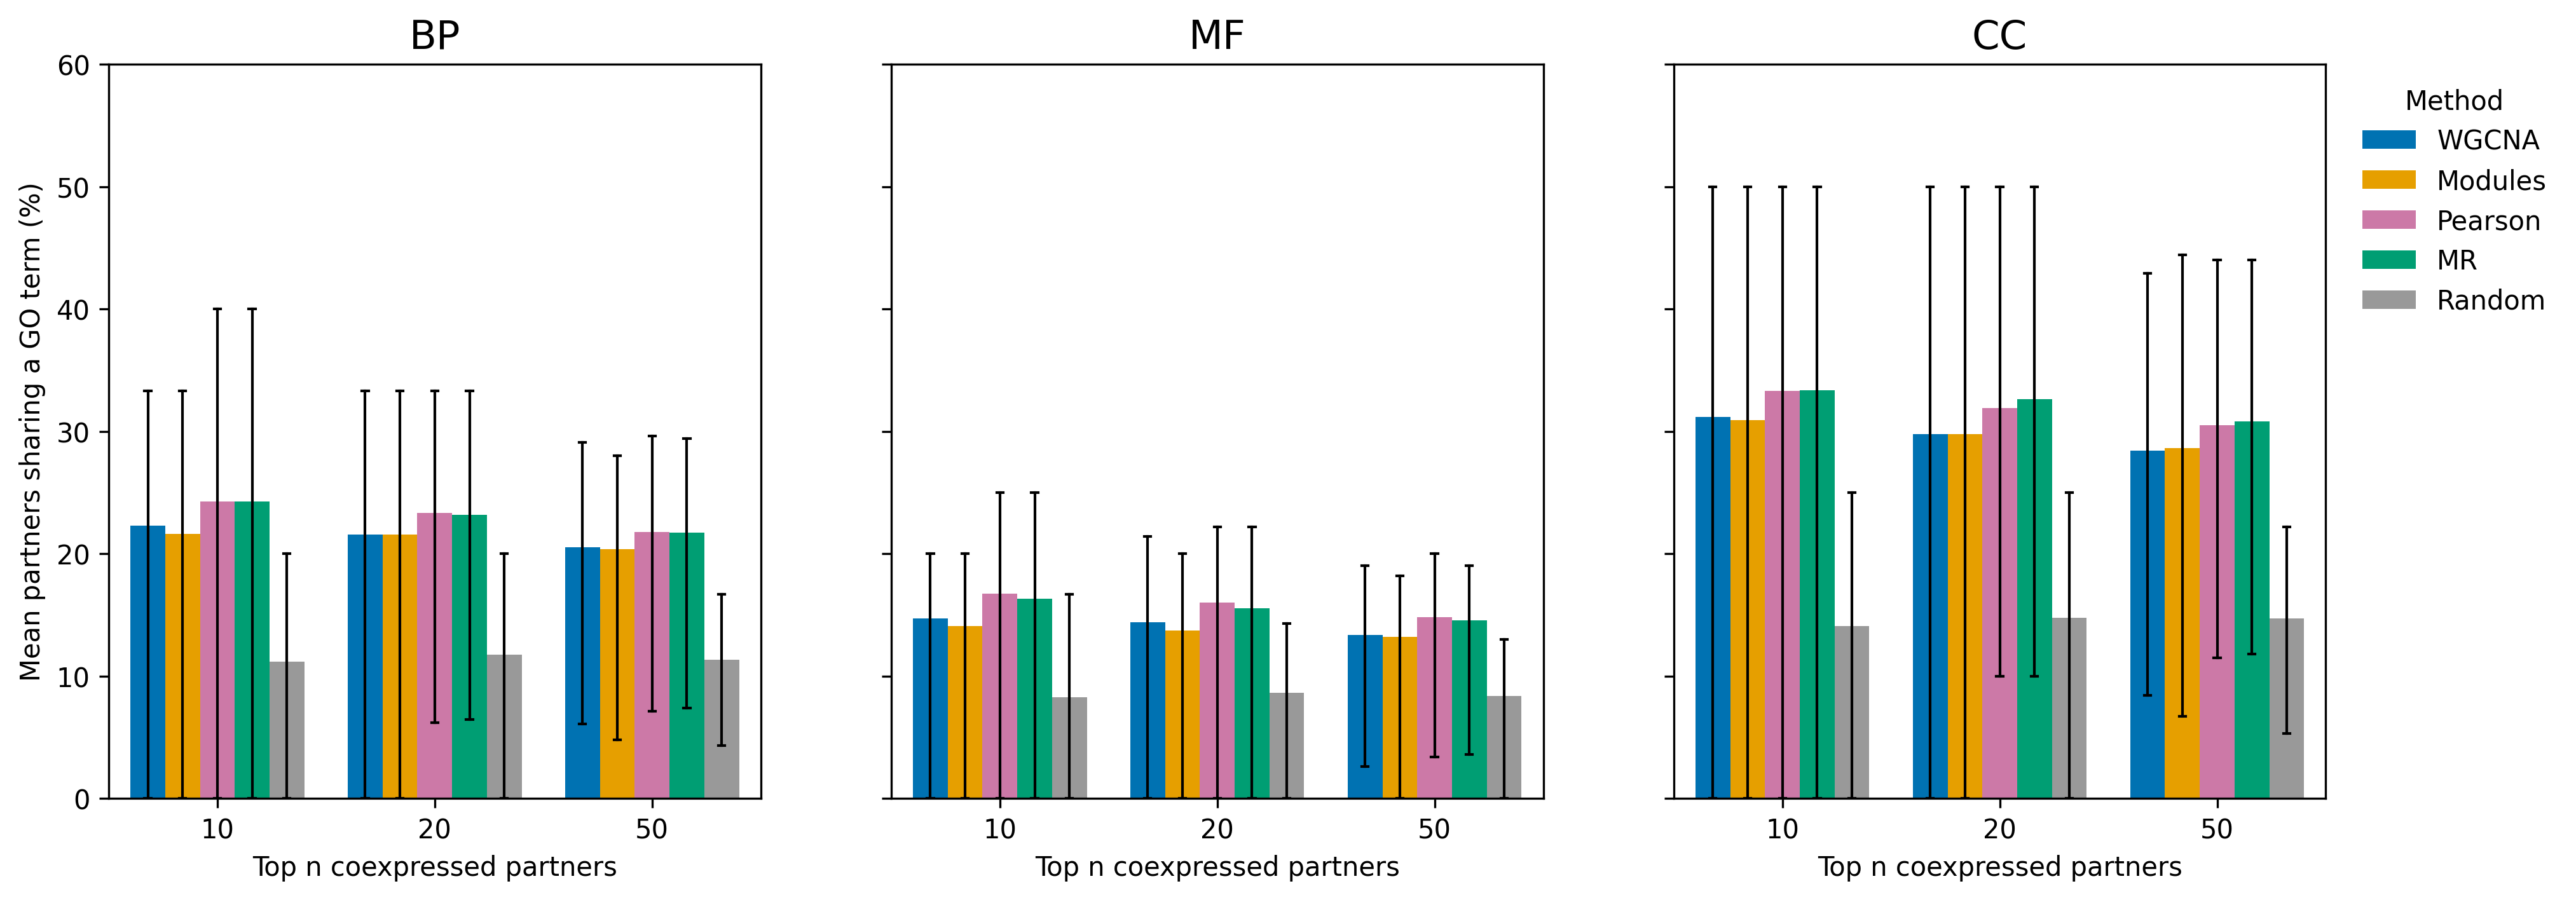 BP
MF
CC
Mean partners sharing a GO term (%)
60
50
40
30
20
10
0
10
20
50
Top n coexpressed partners
10
20
50
Top n coexpressed partners
10
20
50
Top n coexpressed partners
Method
WGCNA
Modules
Pearson
MR
Random